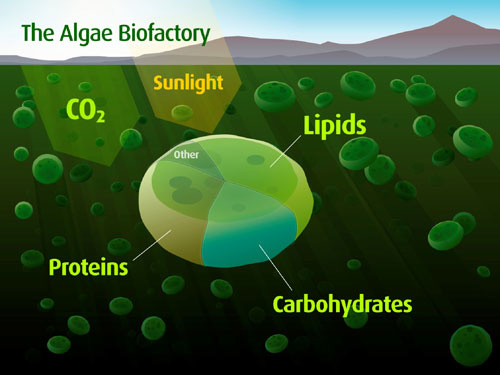 The Algae Biofactory
Sunlight
CO₂
Lipids
Other
Proteins
Carbohydrates